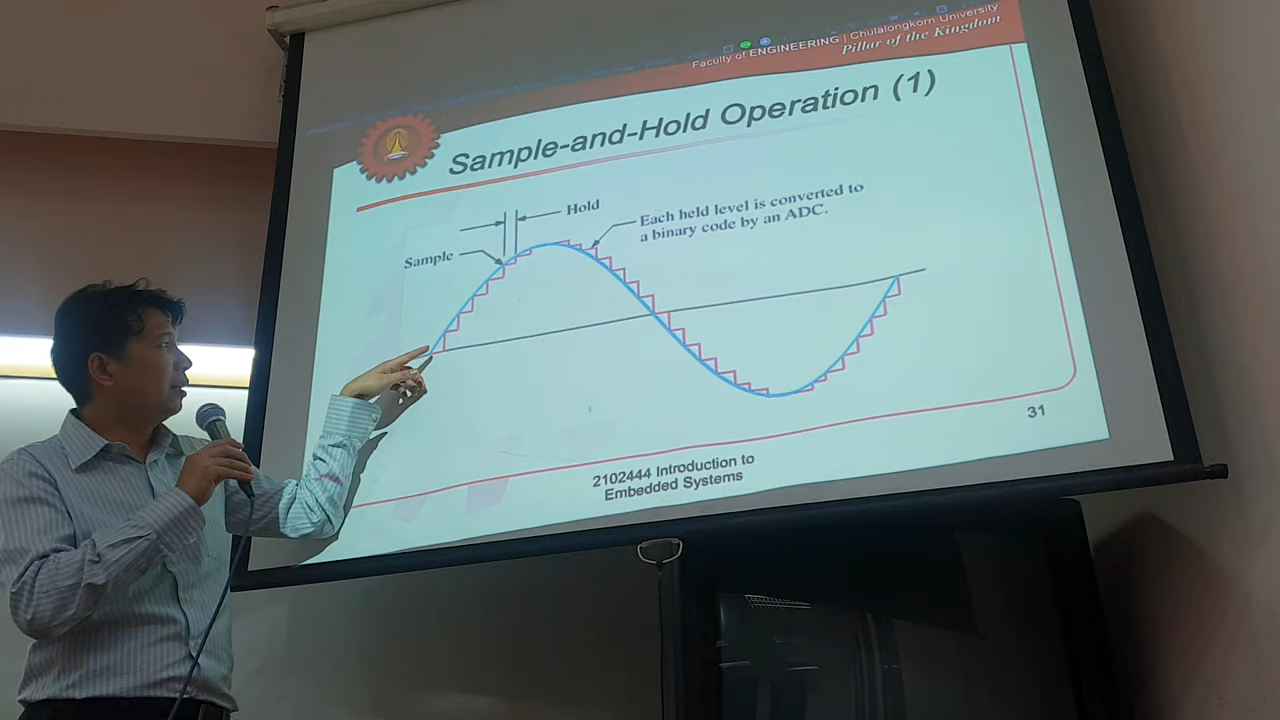 Faculty of ENGINEERING | Chulalongkorn University
Pillar of the Kingdom
Sample-and-Hold Operation (1)
Hold
Each held level is converted to
a binary code by an ADC.
Sample
31
2102444 Introduction to
Embedded Systems